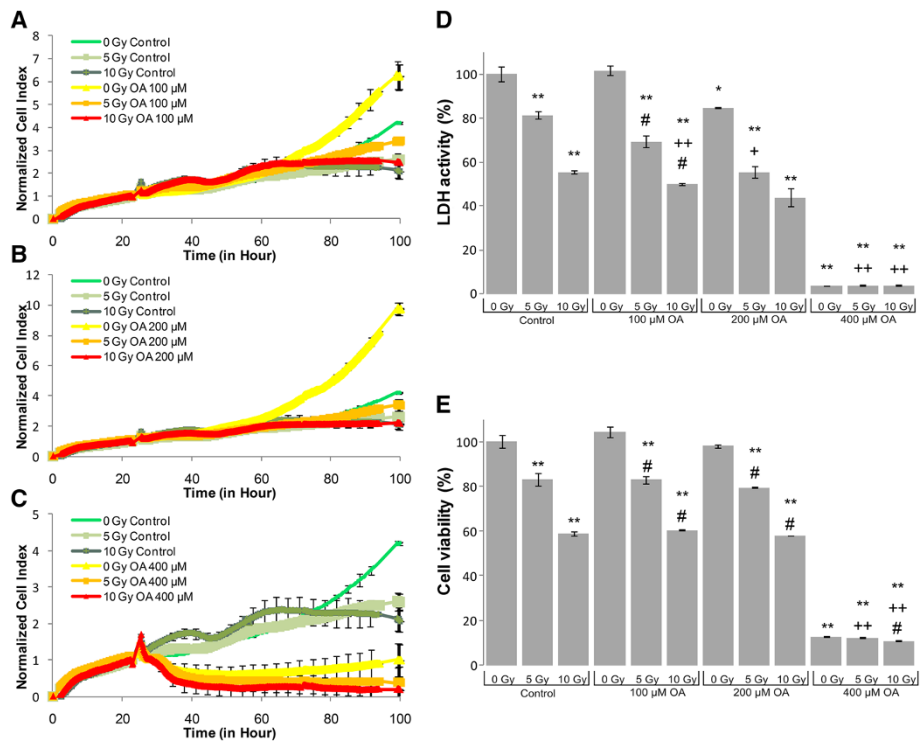 A
8
7
6
5
4
3
2
1
0
Normalized Cell Index
0 Gy Control
5 Gy Control
10 Gy Control
0 Gy OA 100 µM
5 Gy OA 100 µM
10 Gy OA 100 µM
0 20 40 60 80 100
Time (in Hour)
B
12
10
8
6
4
2
0
Normalized Cell Index
0 Gy Control
5 Gy Control
10 Gy Control
0 Gy OA 200 µM
5 Gy OA 200 µM
10 Gy OA 200 µM
0 20 40 60 80 100
Time (in Hour)
C
5
4
3
2
1
0
Normalized Cell Index
0 Gy Control
5 Gy Control
10 Gy Control
0 Gy OA 400 µM
5 Gy OA 400 µM
10 Gy OA 400 µM
0 20 40 60 80 100
Time (in Hour)
D
LDH activity (%)
100
80
60
40
20
0
** ** ** # ** ++ # * ** + ** ** ** ++ ** ++
0 Gy 5 Gy 10 Gy 0 Gy 5 Gy 10 Gy 0 Gy 5 Gy 10 Gy 0 Gy 5 Gy 10 Gy
Control 100 µM OA 200 µM OA 400 µM OA
E
Cell viability (%)
100
80
60
40
20
0
** ** ** # ** # ** # ** # ** ** ++ ** ++ #
0 Gy 5 Gy 10 Gy 0 Gy 5 Gy 10 Gy 0 Gy 5 Gy 10 Gy 0 Gy 5 Gy 10 Gy
Control 100 µM OA 200 µM OA 400 µM OA